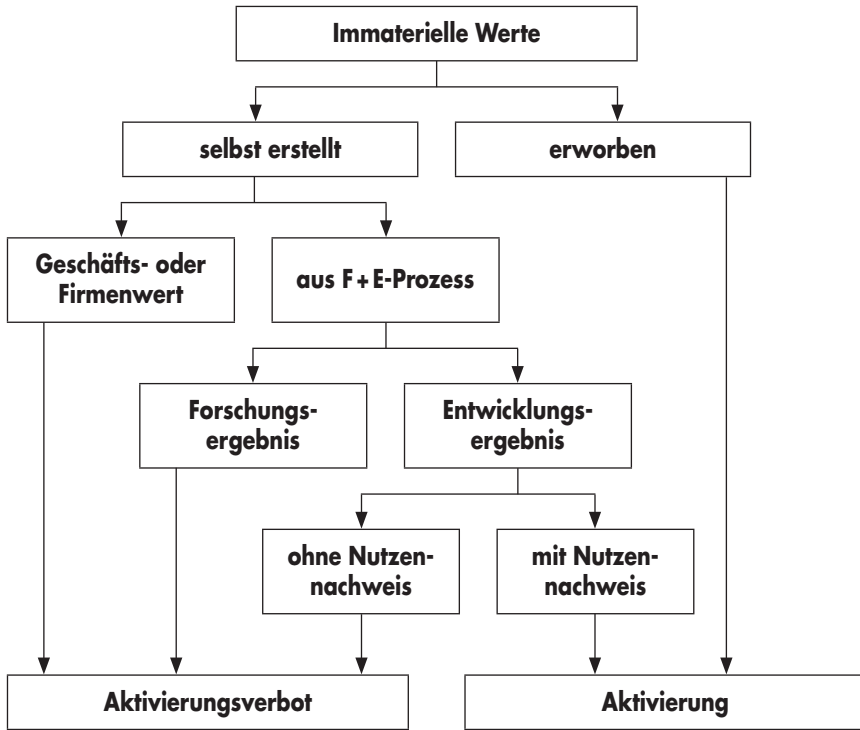 Immaterielle Werte
selbst erstellt
erworben
Geschäfts- oder
Firmenwert
aus F+E-Prozess
Forschungs-
ergebnis
Entwicklungs-
ergebnis
ohne Nutzen-
nachweis
mit Nutzen-
nachweis
Aktivierungsverbot
Aktivierung